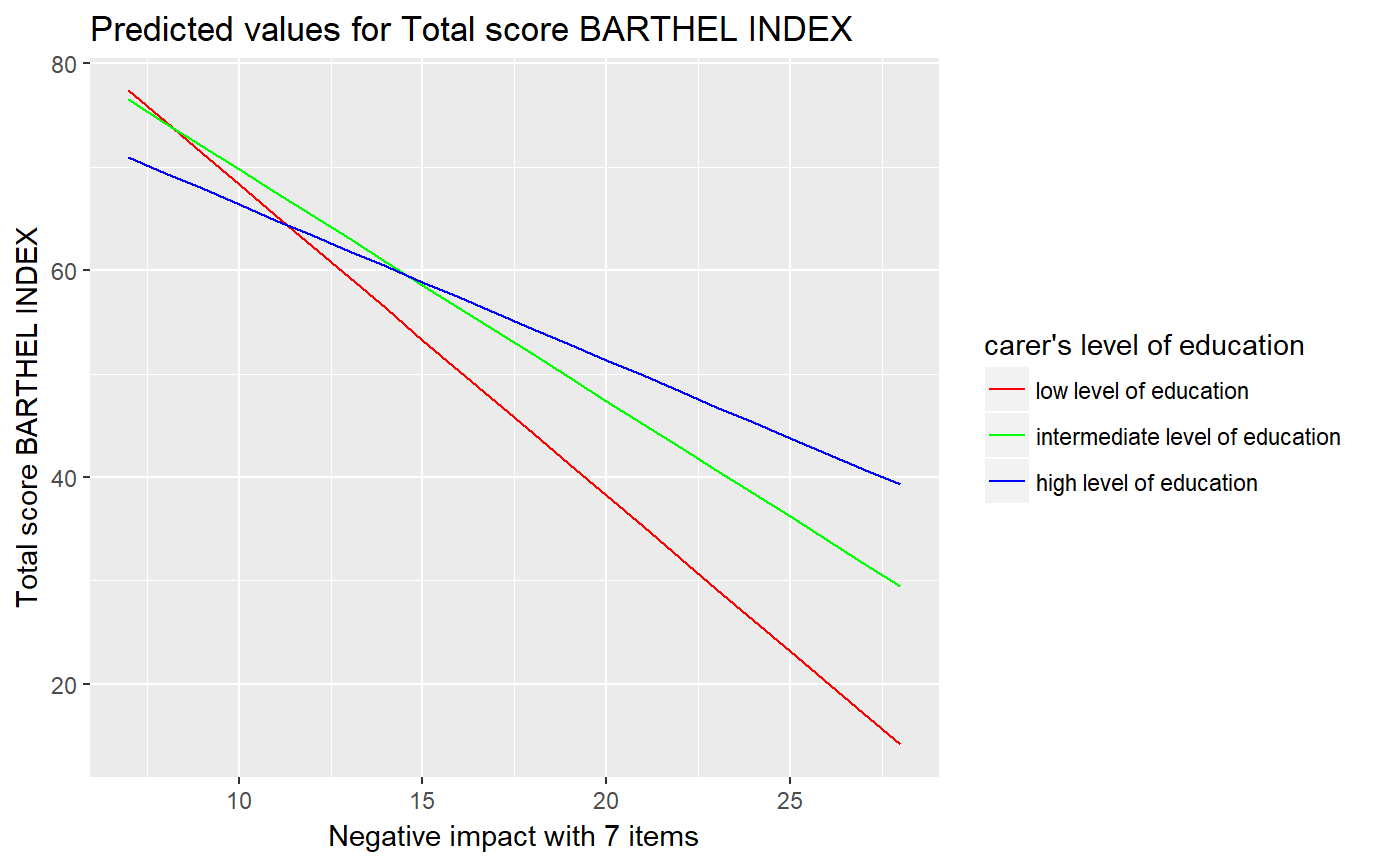 Predicted values for Total score BARTHEL INDEX
Total score BARTHEL INDEX
80
60
40
20
10
15
20
25
Negative impact with 7 items
carer's level of education
low level of education
intermediate level of education
high level of education